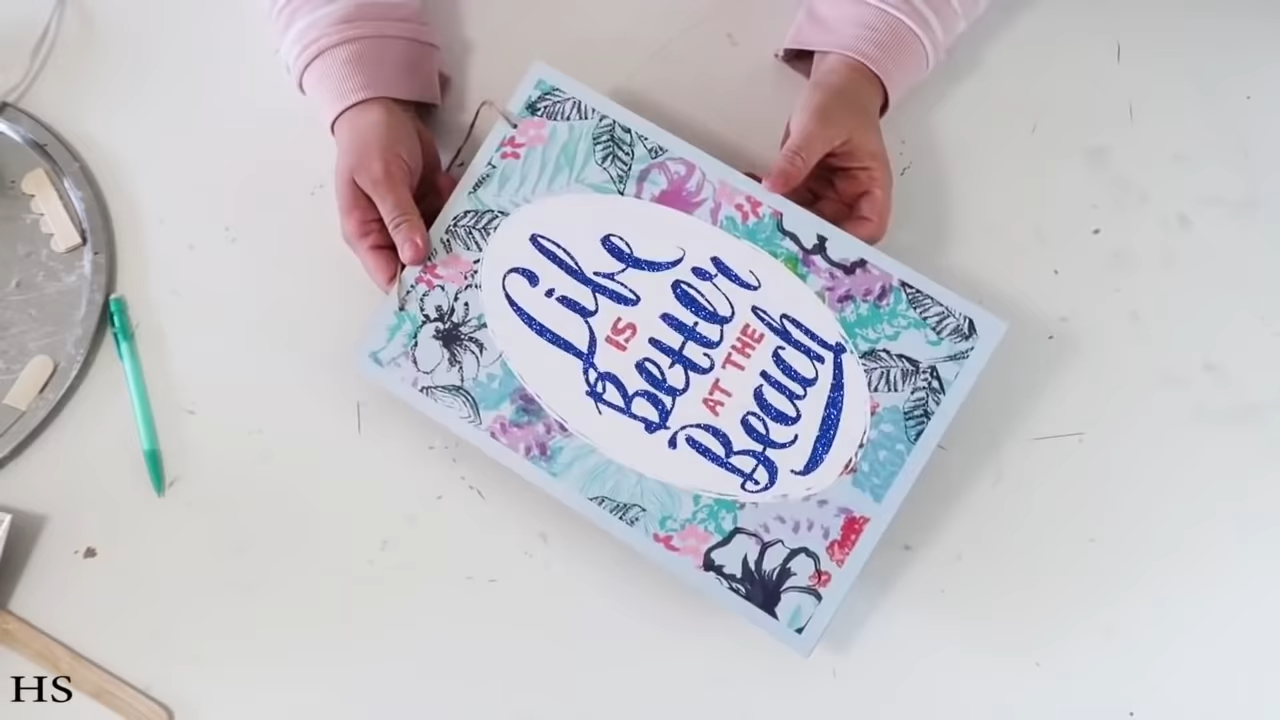 Life
IS
Better
AT THE
Beach
HS